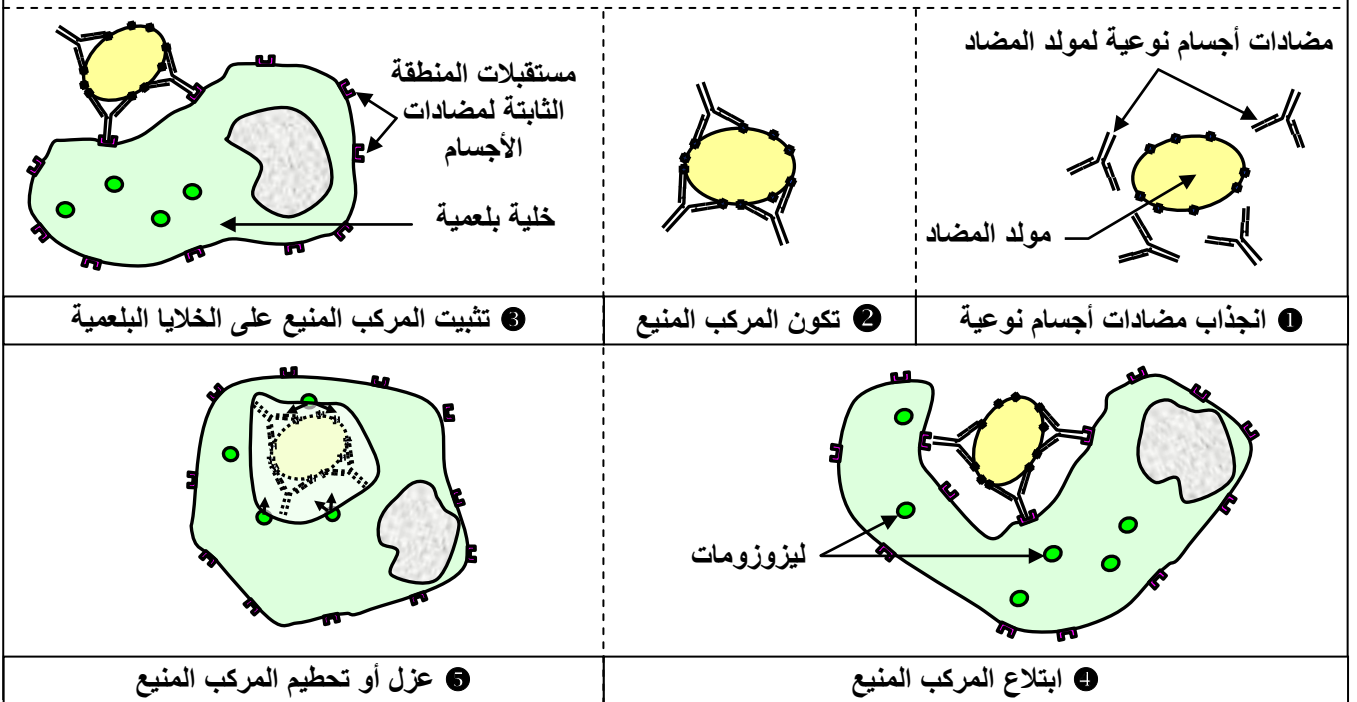 مضادات أجسام نوعية لمولد المضاد
مولد المضاد
❶ انجذاب مضادات أجسام نوعية
❷ تكون المركب المنيع
مستقبلات المنطقة
الثابتة لمضادات
الأجسام
خلية بلعمية
❸ تثبيت المركب المنيع على الخلايا البلعمية
ليزوزومات
❹ ابتلاع المركب المنيع
❺ عزل أو تحطيم المركب المنيع